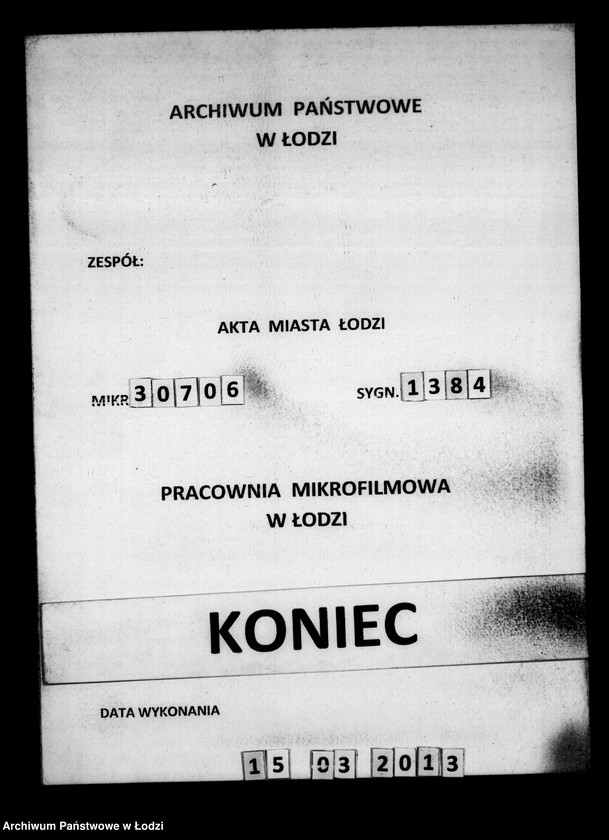 ARCHIWUM PAŃSTWOWE
W ŁODZI
ZESPÓŁ:
AKTA MIASTA ŁODZI
MIKR. 30706 SYGN. 1384
PRACOWNIA MIKROFILMOWA
W ŁODZI
KONIEC
DATA WYKONANIA
15 03 2013
Archiwum Państwowe w Łodzi